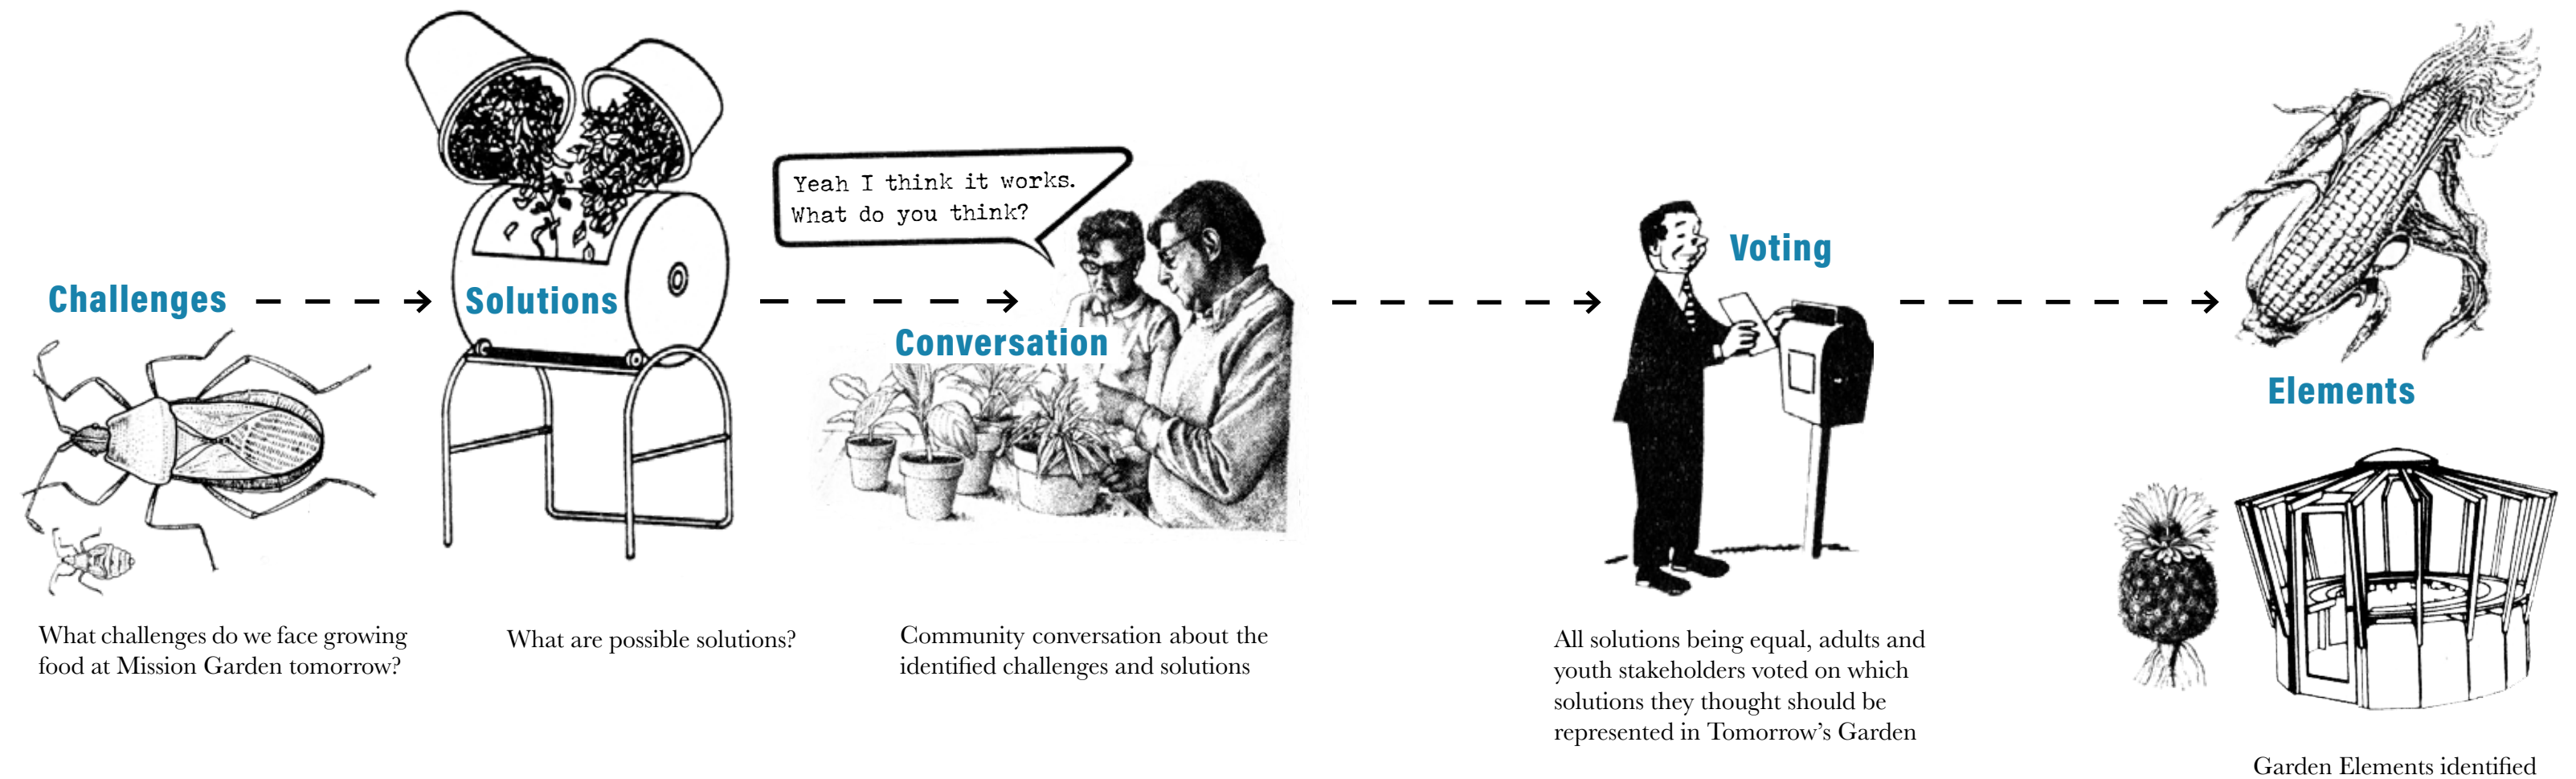 Challenges
What challenges do we face growing
food at Mission Garden tomorrow?
Solutions
What are possible solutions?
Yeah I think it works.
What do you think?
Conversation
Community conversation about the
identified challenges and solutions
Voting
All solutions being equal, adults and
youth stakeholders voted on which
solutions they thought should be
represented in Tomorrow’s Garden
Elements
Garden Elements identified